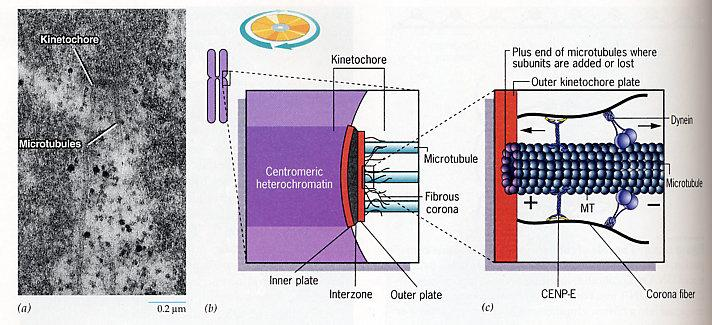 Kinetochore
Microtubules
(a)
0.2 µm
Kinetochore
Centromeric
heterochromatin
Microtubule
Fibrous
corona
Inner plate
Interzone
Outer plate
(b)
Plus end of microtubules where
subunits are added or lost
Outer kinetochore plate
Dynein
Microtubule
+
MT
−
CENP-E
Corona fiber
(c)